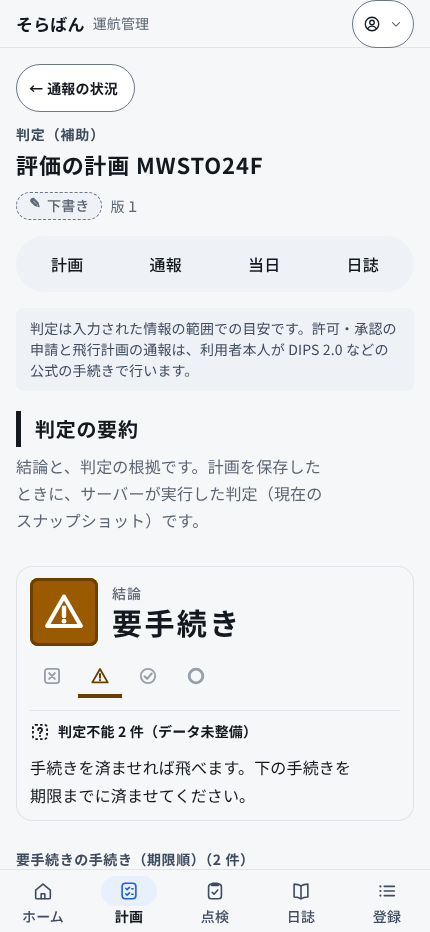 そらばん 運航管理
← 通報の状況
判定（補助）
評価の計画 MWSTO24F
✎ 下書き 版 1
計画 通報 当日 日誌
判定は入力された情報の範囲での目安です。許可・承認の
申請と飛行計画の通報は、利用者本人が DIPS 2.0 などの
公式の手続きで行います。
判定の要約
結論と、判定の根拠です。計画を保存した
ときに、サーバーが実行した判定（現在の
スナップショット）です。
結論
要手続き
判定不能 2 件（データ未整備）
手続きを済ませれば飛べます。下の手続きを
期限までに済ませてください。
要手続きの手続き（期限順）（2 件）
ホーム 計画 点検 日誌 登録